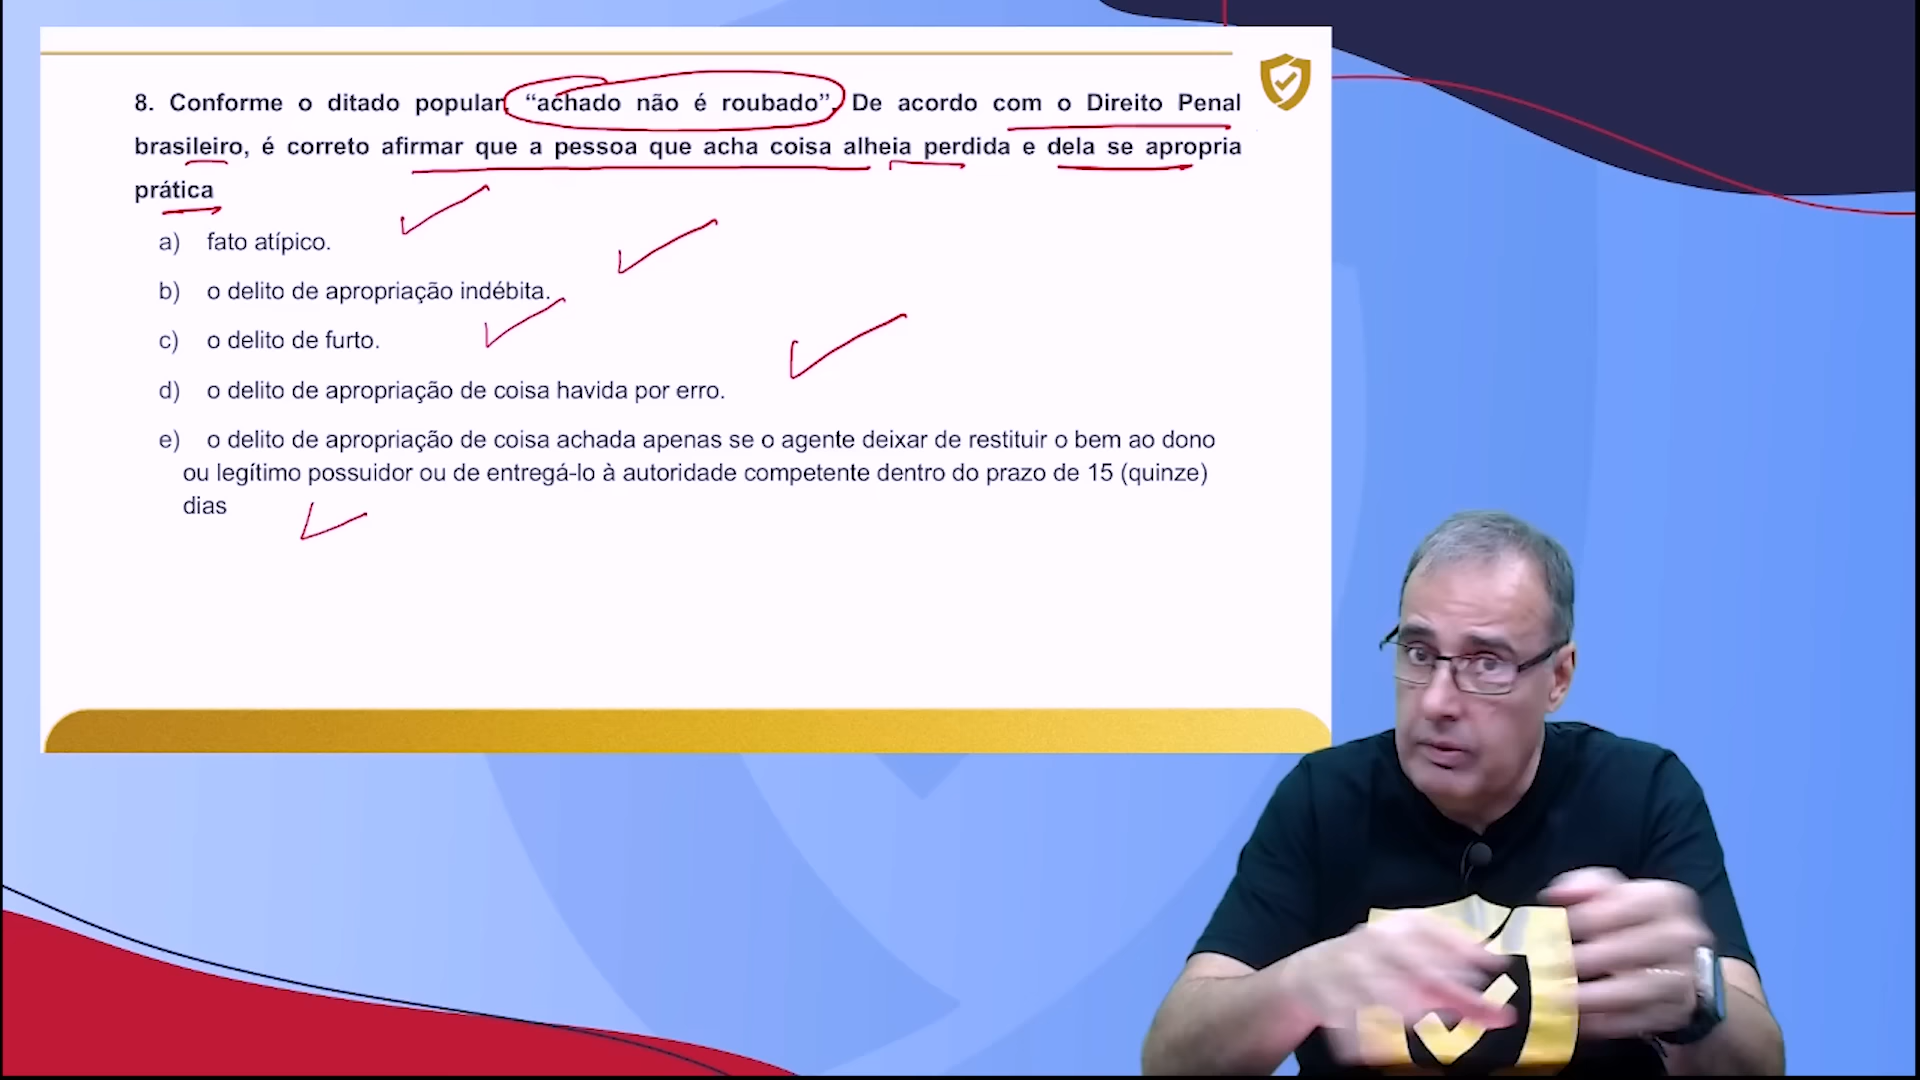 8. Conforme o ditado popular, “achado não é roubado”. De acordo com o Direito Penal
brasileiro, é correto afirmar que a pessoa que acha coisa alheia perdida e dela se apropria
prática
a) fato atípico.
b) o delito de apropriação indébita.
c) o delito de furto.
d) o delito de apropriação de coisa havida por erro.
e) o delito de apropriação de coisa achada apenas se o agente deixar de restituir o bem ao dono
ou legítimo possuidor ou de entregá-lo à autoridade competente dentro do prazo de 15 (quinze)
dias